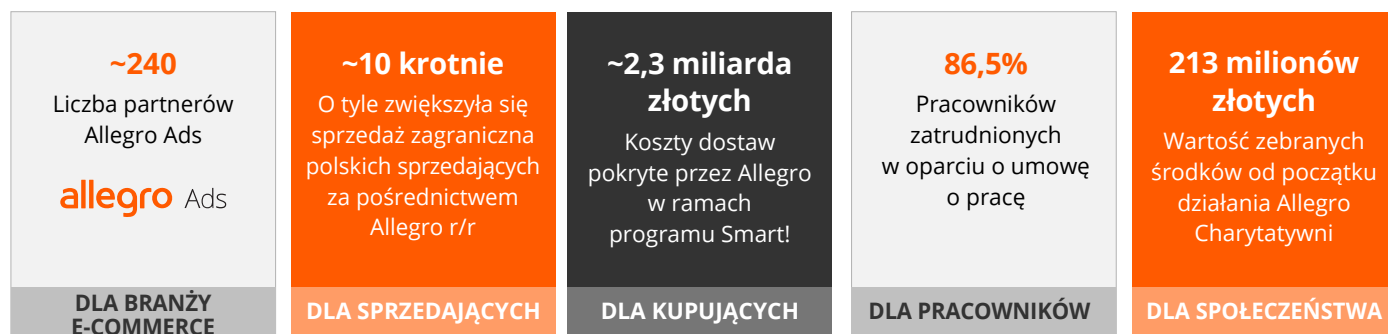 ~240
Liczba partnerów
Allegro Ads
allegro Ads
DLA BRANŻY
E-COMMERCE
~10 krotnie
O tyle zwiększyła się
sprzedaż zagraniczna
polskich sprzedających
za pośrednictwem
Allegro r/r
DLA SPRZEDAJĄCYCH
~2,3 miliarda
złotych
Koszty dostaw
pokryte przez Allegro
w ramach
programu Smart!
DLA KUPUJĄCYCH
86,5%
Pracowników
zatrudnionych
w oparciu o umowę
o pracę
DLA PRACOWNIKÓW
213 milionów
złotych
Wartość zebranych
środków od początku
działania Allegro
Charytatywni
DLA SPOŁECZEŃSTWA